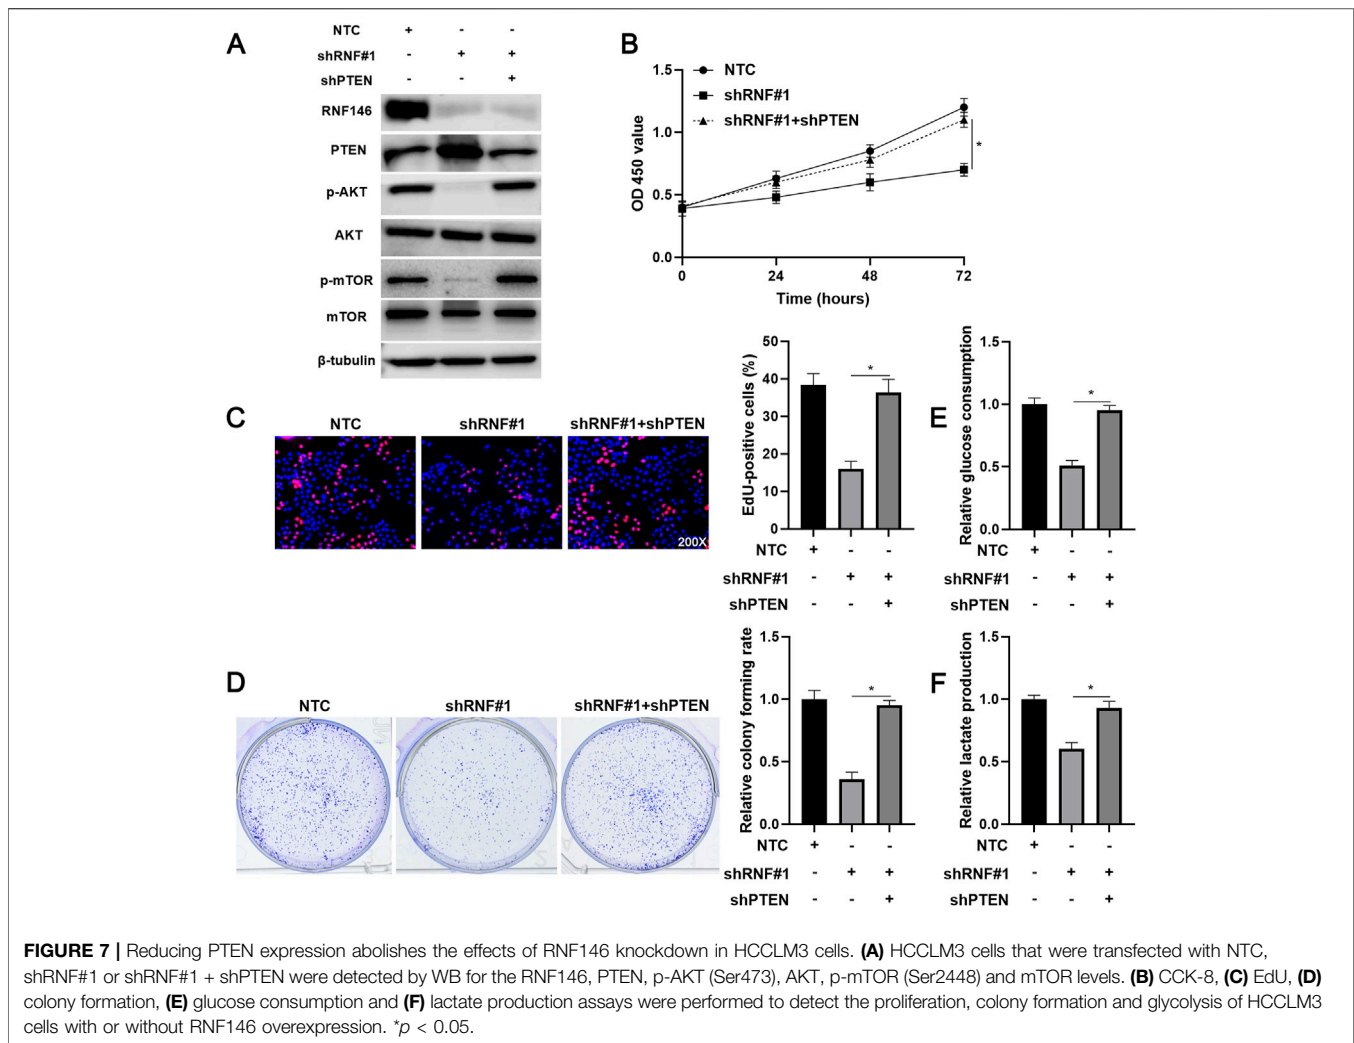 A
NTC + - -
shRNF#1 - + +
shPTEN - - +
RNF146
PTEN
p-AKT
AKT
p-mTOR
mTOR
β-tubulin
B
NTC
shRNF#1
shRNF#1+shPTEN
OD 450 value
1.5
1.0
0.5
0.0
0 24 48 72
Time (hours)
*
C
NTC shRNF#1 shRNF#1+shPTEN
200X
EdU-positive cells (%)
50
40
30
20
10
0
*
NTC + - -
shRNF#1 - + +
shPTEN - - +
E
Relative glucose consumption
1.5
1.0
0.5
0.0
*
NTC + - -
shRNF#1 - + +
shPTEN - - +
D
NTC shRNF#1 shRNF#1+shPTEN
Relative colony forming rate
1.5
1.0
0.5
0.0
*
NTC + - -
shRNF#1 - + +
shPTEN - - +
F
Relative lactate production
1.5
1.0
0.5
0.0
*
NTC + - -
shRNF#1 - + +
shPTEN - - +
FIGURE 7 | Reducing PTEN expression abolishes the effects of RNF146 knockdown in HCCLM3 cells. (A) HCCLM3 cells that were transfected with NTC,
shRNF#1 or shRNF#1 + shPTEN were detected by WB for the RNF146, PTEN, p-AKT (Ser473), AKT, p-mTOR (Ser2448) and mTOR levels. (B) CCK-8, (C) EdU, (D)
colony formation, (E) glucose consumption and (F) lactate production assays were performed to detect the proliferation, colony formation and glycolysis of HCCLM3
cells with or without RNF146 overexpression. *p < 0.05.